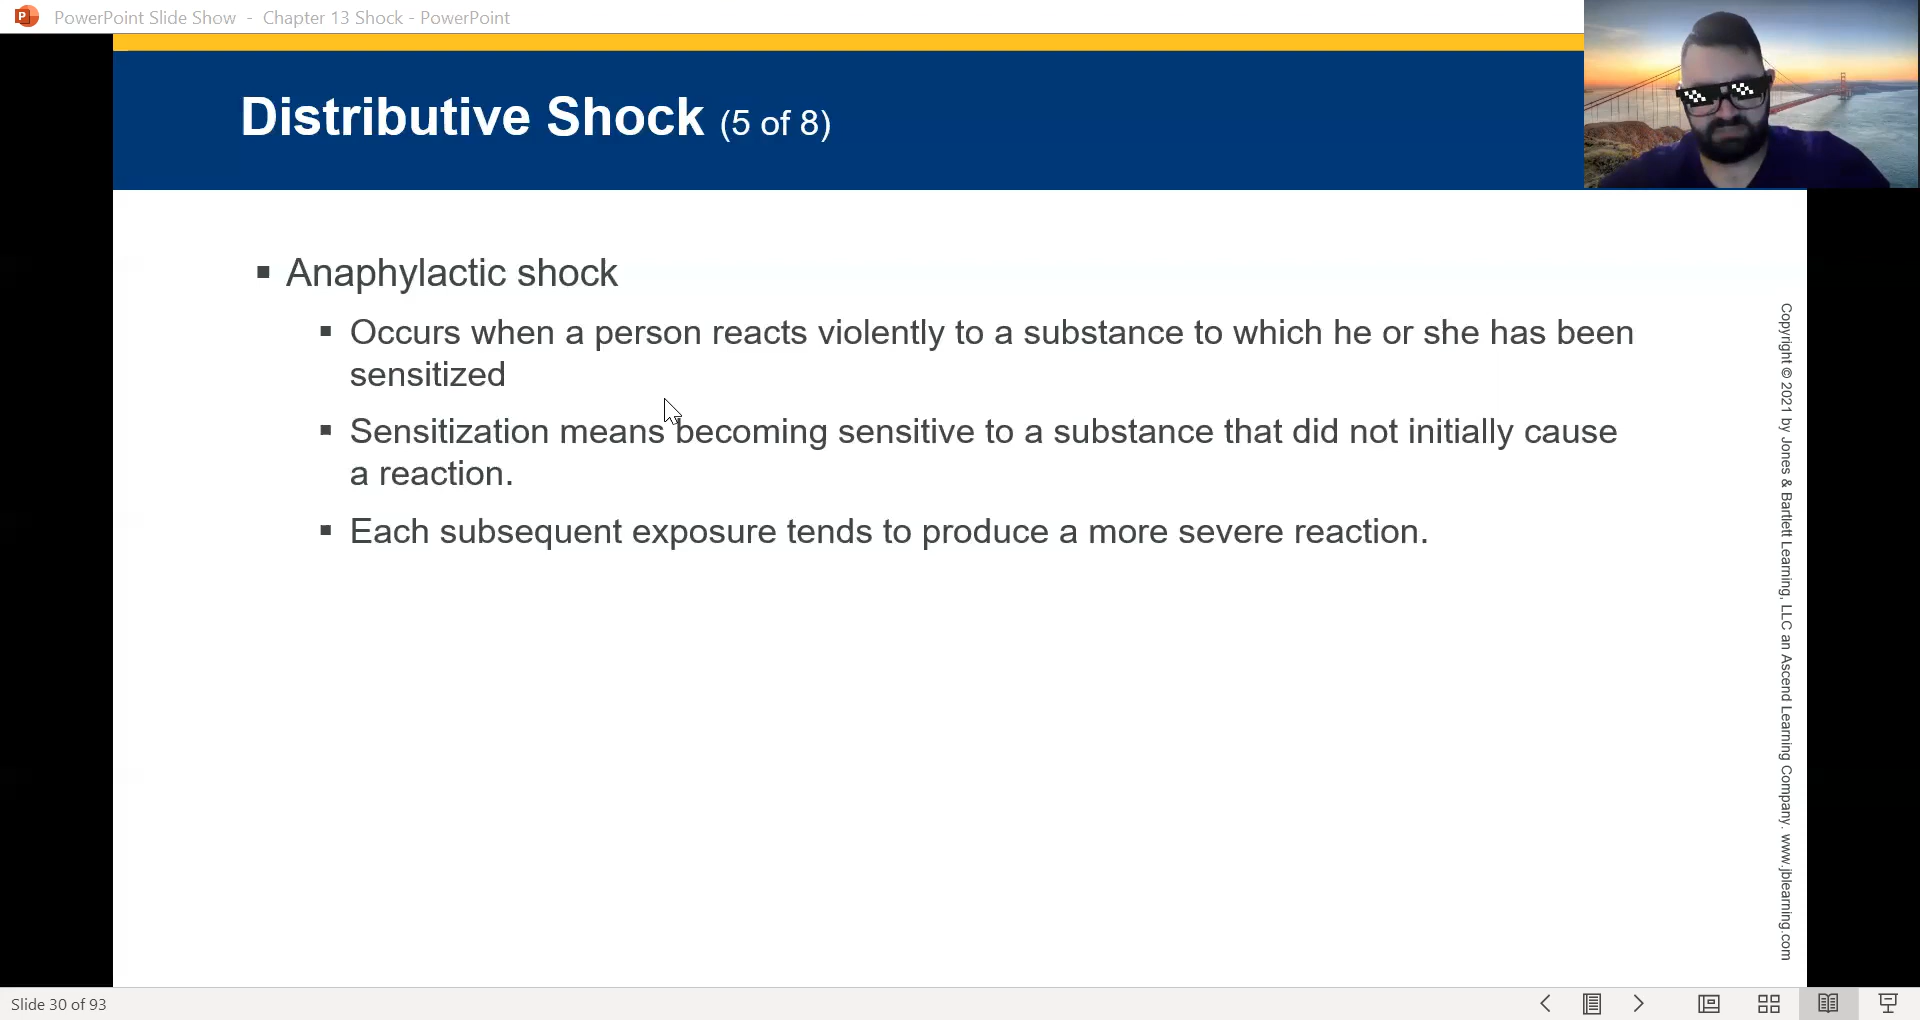 PowerPoint Slide Show - Chapter 13 Shock - PowerPoint
Distributive Shock (5 of 8)
▪ Anaphylactic shock
▪ Occurs when a person reacts violently to a substance to which he or she has been
sensitized
▪ Sensitization means becoming sensitive to a substance that did not initially cause
a reaction.
▪ Each subsequent exposure tends to produce a more severe reaction.
Copyright © 2021 by Jones & Bartlett Learning, LLC an Ascend Learning Company. www.jblearning.com
Slide 30 of 93